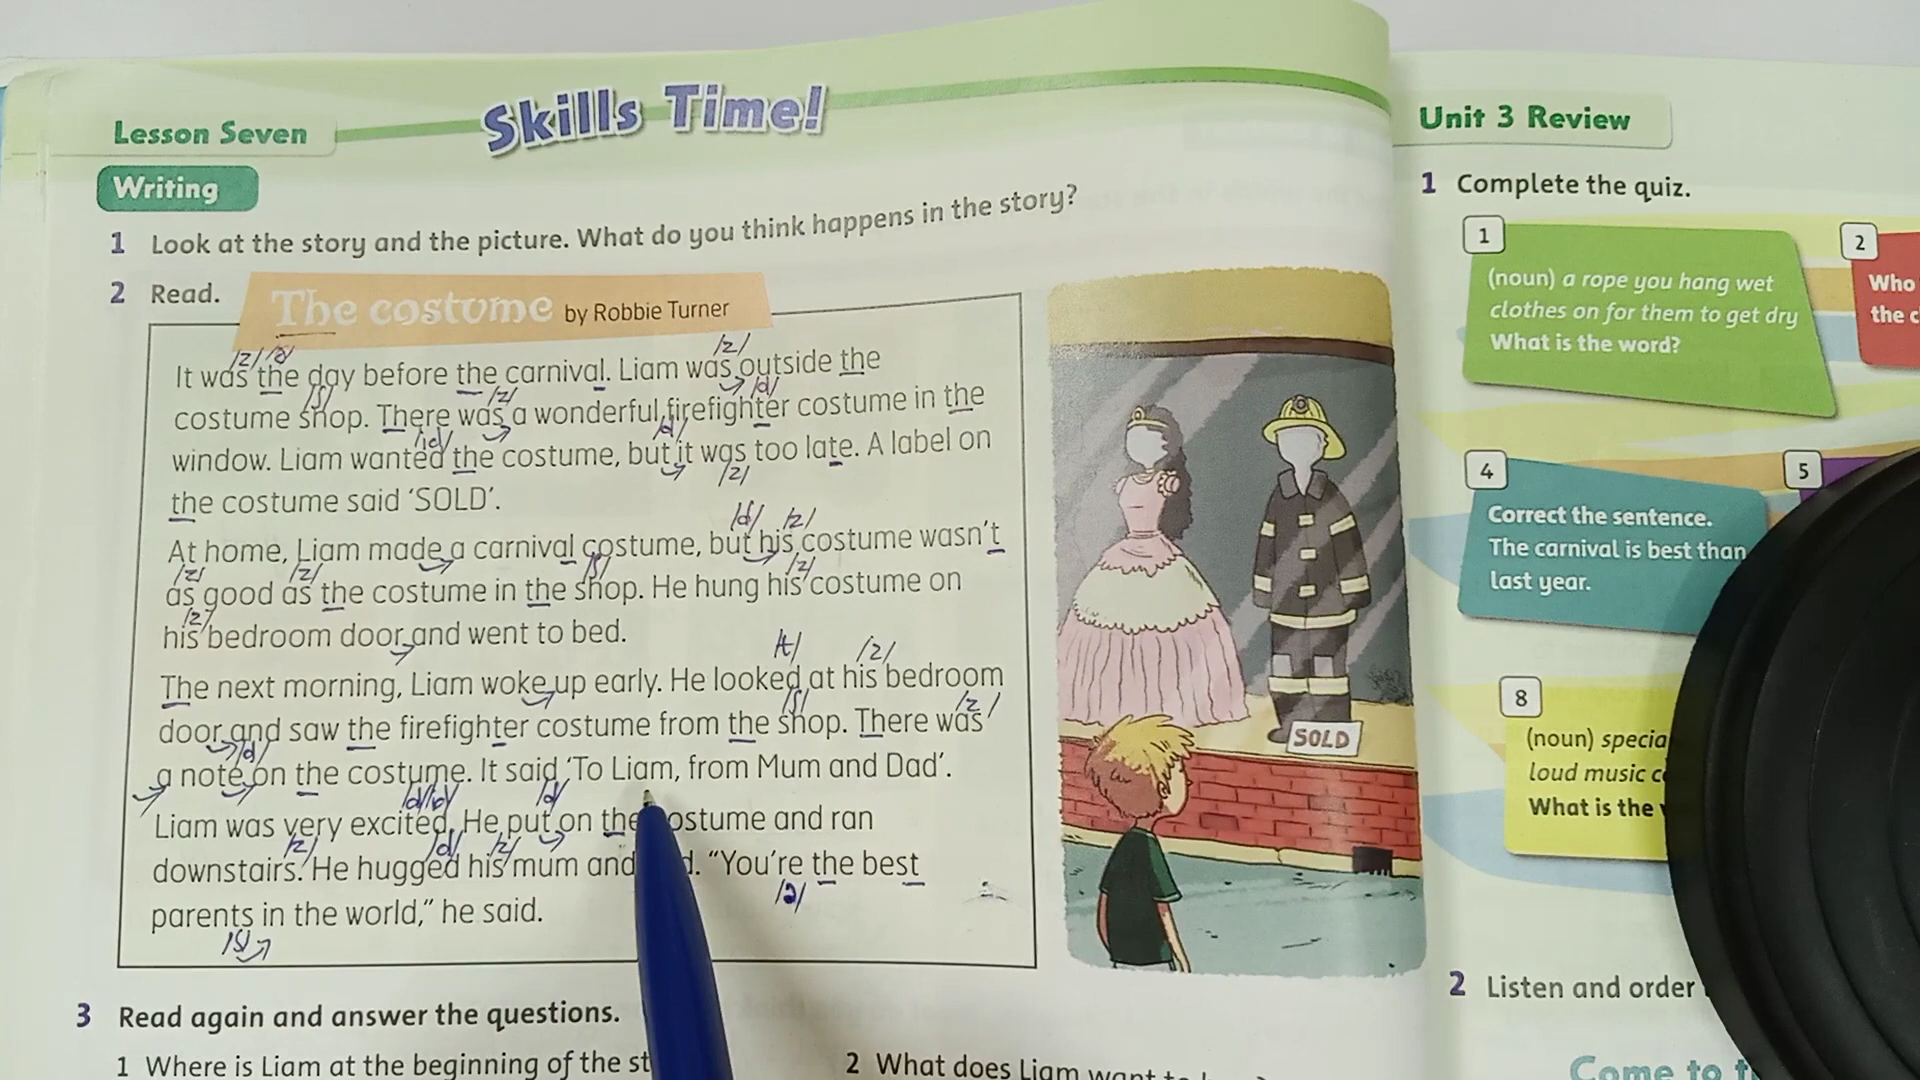 Lesson Seven
Skills Time!
Writing
1 Look at the story and the picture. What do you think happens in the story?
2 Read.
The costume by Robbie Turner
/z/ /ə/ /z/
It was the day before the carnival. Liam was outside the
/ʃ/ /z/ /d/
costume shop. There was a wonderful firefighter costume in the
/id/ /d/
window. Liam wanted the costume, but it was too late. A label on
/z/
the costume said ‘SOLD’.
/d/ /z/
At home, Liam made a carnival costume, but his costume wasn’t
/z/ /z/ /ʃ/ /z/
as good as the costume in the shop. He hung his costume on
/z/
his bedroom door and went to bed.
/t/ /z/
The next morning, Liam woke up early. He looked at his bedroom
/ʃ/ /z/
door and saw the firefighter costume from the shop. There was
/d/
a note on the costume. It said ‘To Liam, from Mum and Dad’.
/d/
Liam was very excited. He put on the costume and ran
/z/ /d/ /z/
downstairs. He hugged his mum and “You’re the best
/ə/
parents in the world,” he said.
/s/
SOLD
3 Read again and answer the questions.
1 Where is Liam at the beginning of the
2 What does Liam want to
Unit 3 Review
1 Complete the quiz.
1
(noun) a rope you hang wet
clothes on for them to get dry
What is the word?
2
Who
the
4
Correct the sentence.
The carnival is best than
last year.
5
8
(noun)
loud music
What is the
2 Listen and order
Come to